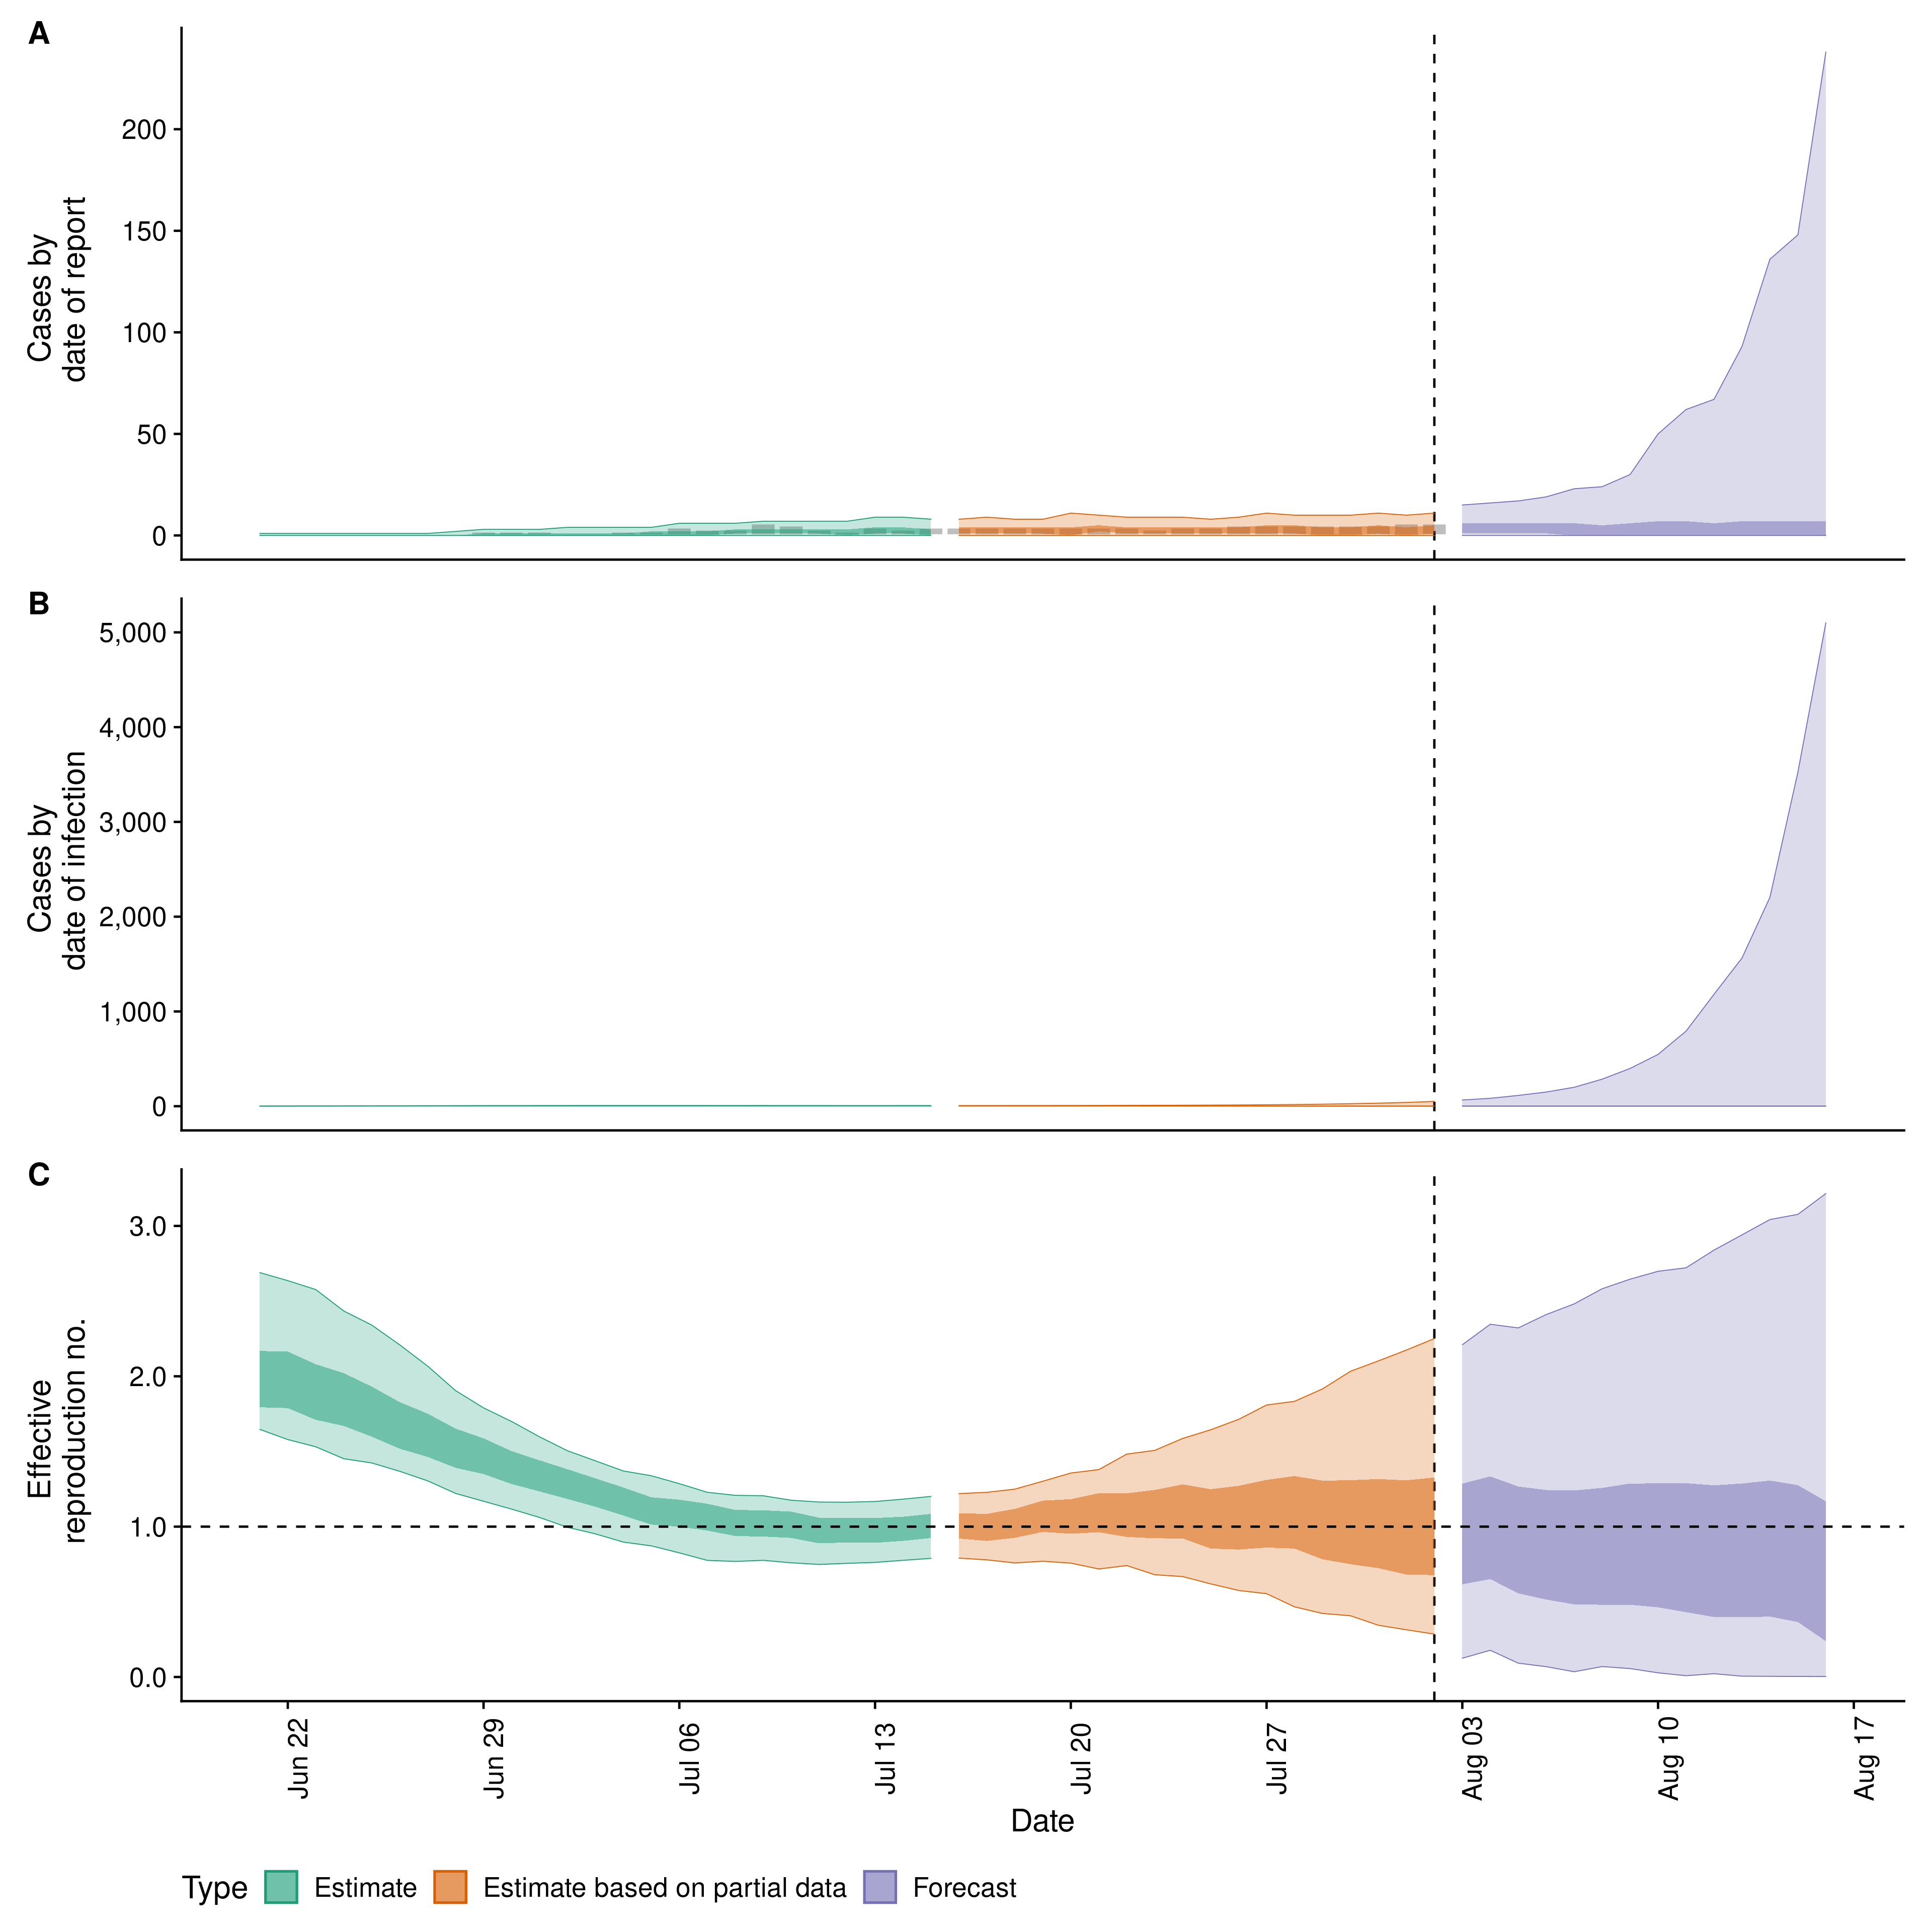 A
Cases by
date of report
200
150
100
50
0
B
Cases by
date of infection
5,000
4,000
3,000
2,000
1,000
0
C
Effective
reproduction no.
3.0
2.0
1.0
0.0
Jun 22
Jun 29
Jul 06
Jul 13
Jul 20
Jul 27
Aug 03
Aug 10
Aug 17
Date
Type Estimate Estimate based on partial data Forecast